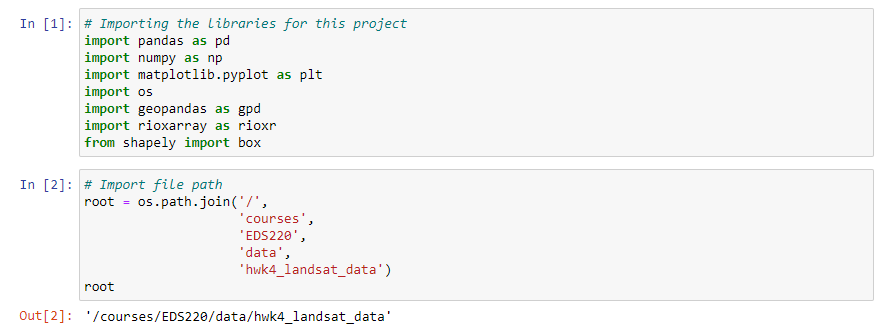 In [1]: # Importing the libraries for this project
import pandas as pd
import numpy as np
import matplotlib.pyplot as plt
import os
import geopandas as gpd
import rioxarray as rioxr
from shapely import box
In [2]: # Import file path
root = os.path.join('/',
'courses',
'EDS220',
'data',
'hwk4_landsat_data')
root
Out[2]: '/courses/EDS220/data/hwk4_landsat_data'